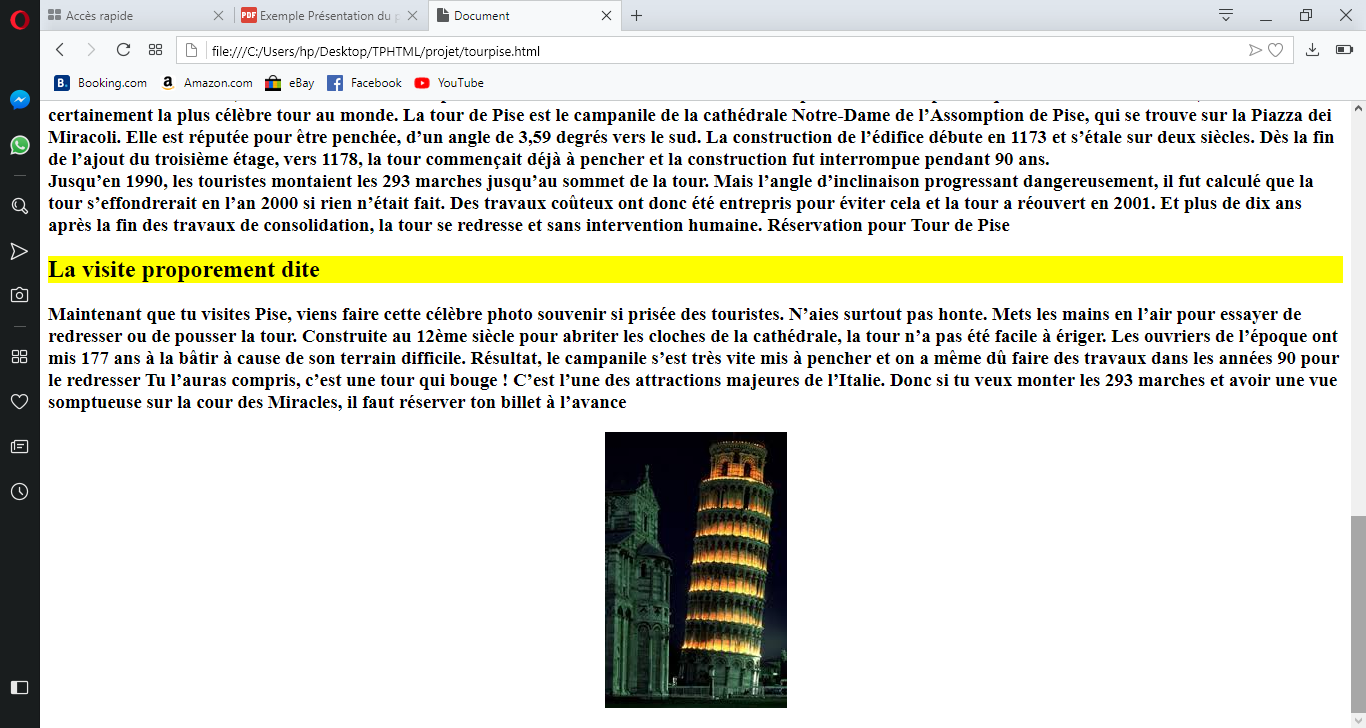 Accès rapide
PDF Exemple Présentation du p
Document
file:///C:/Users/hp/Desktop/TPHTML/projet/tourpise.html
B. Booking.com
a Amazon.com
eBay
Facebook
YouTube
certainement la plus célèbre tour au monde. La tour de Pise est le campanile de la cathédrale Notre-Dame de l’Assomption de Pise, qui se trouve sur la Piazza dei
Miracoli. Elle est réputée pour être penchée, d’un angle de 3,59 degrés vers le sud. La construction de l’édifice débute en 1173 et s’étale sur deux siècles. Dès la fin
de l’ajout du troisième étage, vers 1178, la tour commençait déjà à pencher et la construction fut interrompue pendant 90 ans.
Jusqu’en 1990, les touristes montaient les 293 marches jusqu’au sommet de la tour. Mais l’angle d’inclinaison progressant dangereusement, il fut calculé que la
tour s’effondrerait en l’an 2000 si rien n’était fait. Des travaux coûteux ont donc été entrepris pour éviter cela et la tour a réouvert en 2001. Et plus de dix ans
après la fin des travaux de consolidation, la tour se redresse et sans intervention humaine. Réservation pour Tour de Pise
La visite proporement dite
Maintenant que tu visites Pise, viens faire cette célèbre photo souvenir si prisée des touristes. N’aies surtout pas honte. Mets les mains en l’air pour essayer de
redresser ou de pousser la tour. Construite au 12ème siècle pour abriter les cloches de la cathédrale, la tour n’a pas été facile à ériger. Les ouvriers de l’époque ont
mis 177 ans à la bâtir à cause de son terrain difficile. Résultat, le campanile s’est très vite mis à pencher et on a même dû faire des travaux dans les années 90 pour
le redresser Tu l’auras compris, c’est une tour qui bouge ! C’est l’une des attractions majeures de l’Italie. Donc si tu veux monter les 293 marches et avoir une vue
somptueuse sur la cour des Miracles, il faut réserver ton billet à l’avance